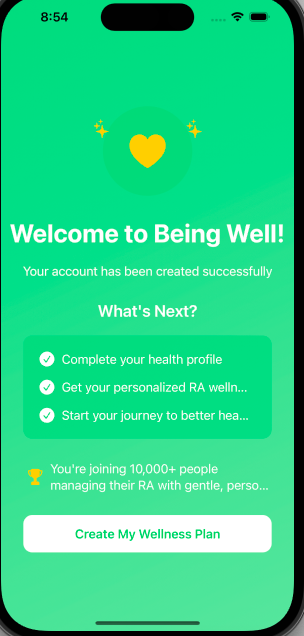 8:54
Welcome to Being Well!
Your account has been created successfully
What's Next?
Complete your health profile
Get your personalized RA welln...
Start your journey to better hea...
You're joining 10,000+ people
managing their RA with gentle, perso...
Create My Wellness Plan